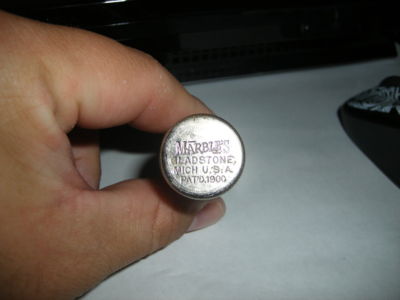 MARBLE'S
GLADSTONE,
MICH U.S.A.
PAT'D.1900